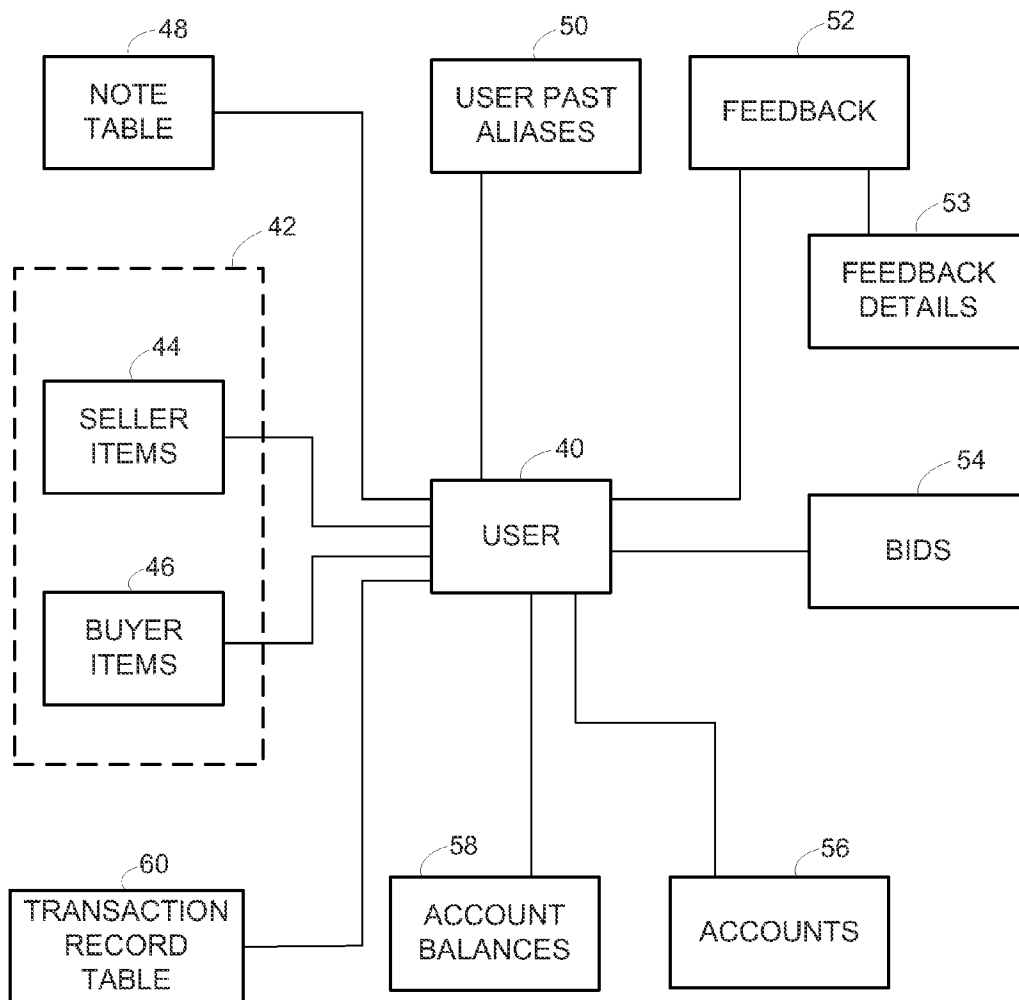 48
NOTE
TABLE
50
USER PAST
ALIASES
52
FEEDBACK
53
FEEDBACK
DETAILS
42
44
SELLER
ITEMS
40
USER
54
BIDS
46
BUYER
ITEMS
60
TRANSACTION
RECORD
TABLE
58
ACCOUNT
BALANCES
56
ACCOUNTS